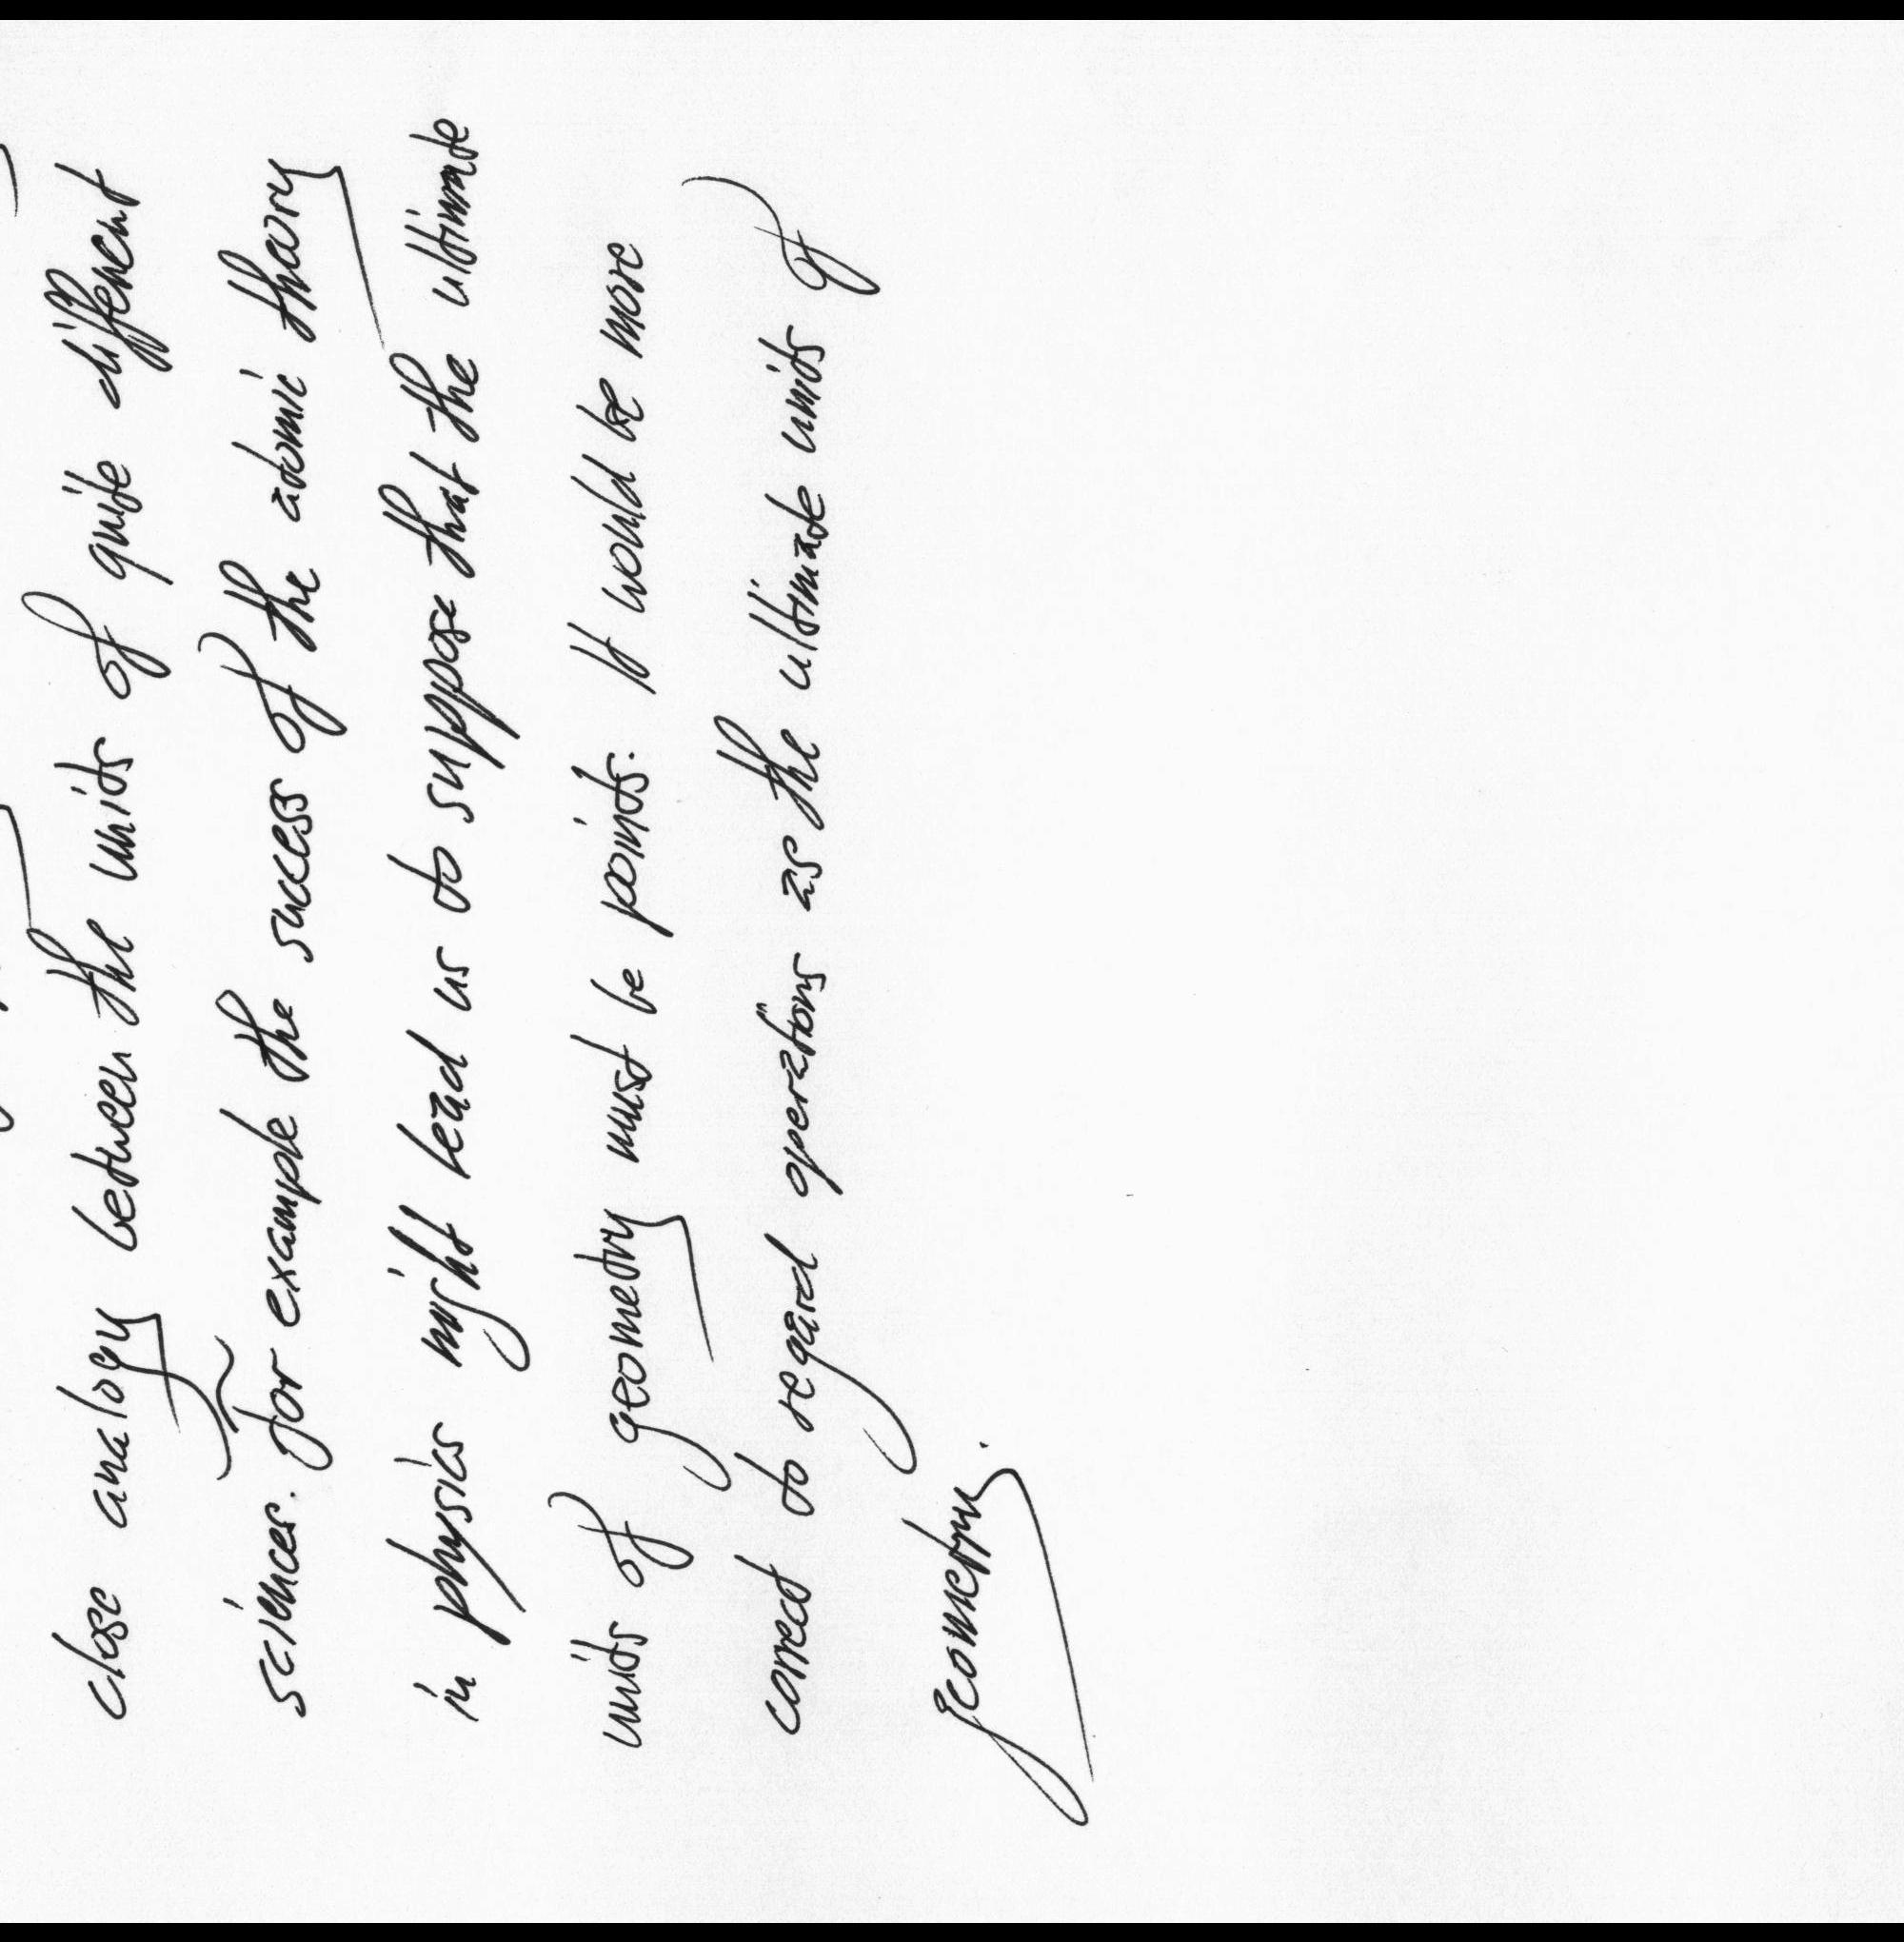 close analogy between the units of quite different
sciences. for example the success of the atomic theory
in physics might lead us to suppose that the ultimate
units of geometry must be points. It would be more
correct to regard operations as the ultimate units of
geometry.